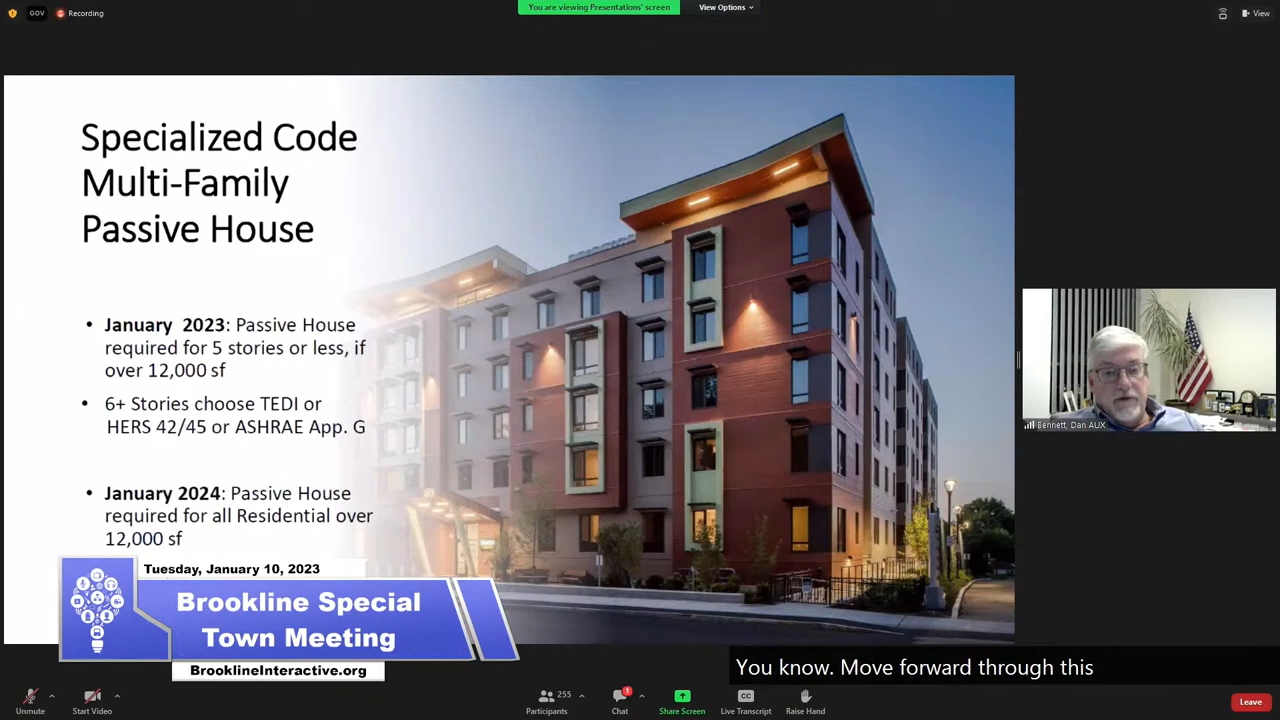 GOV
Recording
You are viewing Presentations' screen
View Options
View
Specialized Code
Multi-Family
Passive House
• January 2023: Passive House
required for 5 stories or less, if
over 12,000 sf
• 6+ Stories choose TEDI or
HERS 42/45 or ASHRAE App. G
• January 2024: Passive House
required for all Residential over
12,000 sf
Bennett, Dan AUX
Tuesday, January 10, 2023
Brookline Special
Town Meeting
BrooklineInteractive.org
You know. Move forward through this
Unmute
Start Video
255
Participants
1
Chat
Share Screen
CC
Live Transcript
Raise Hand
Leave